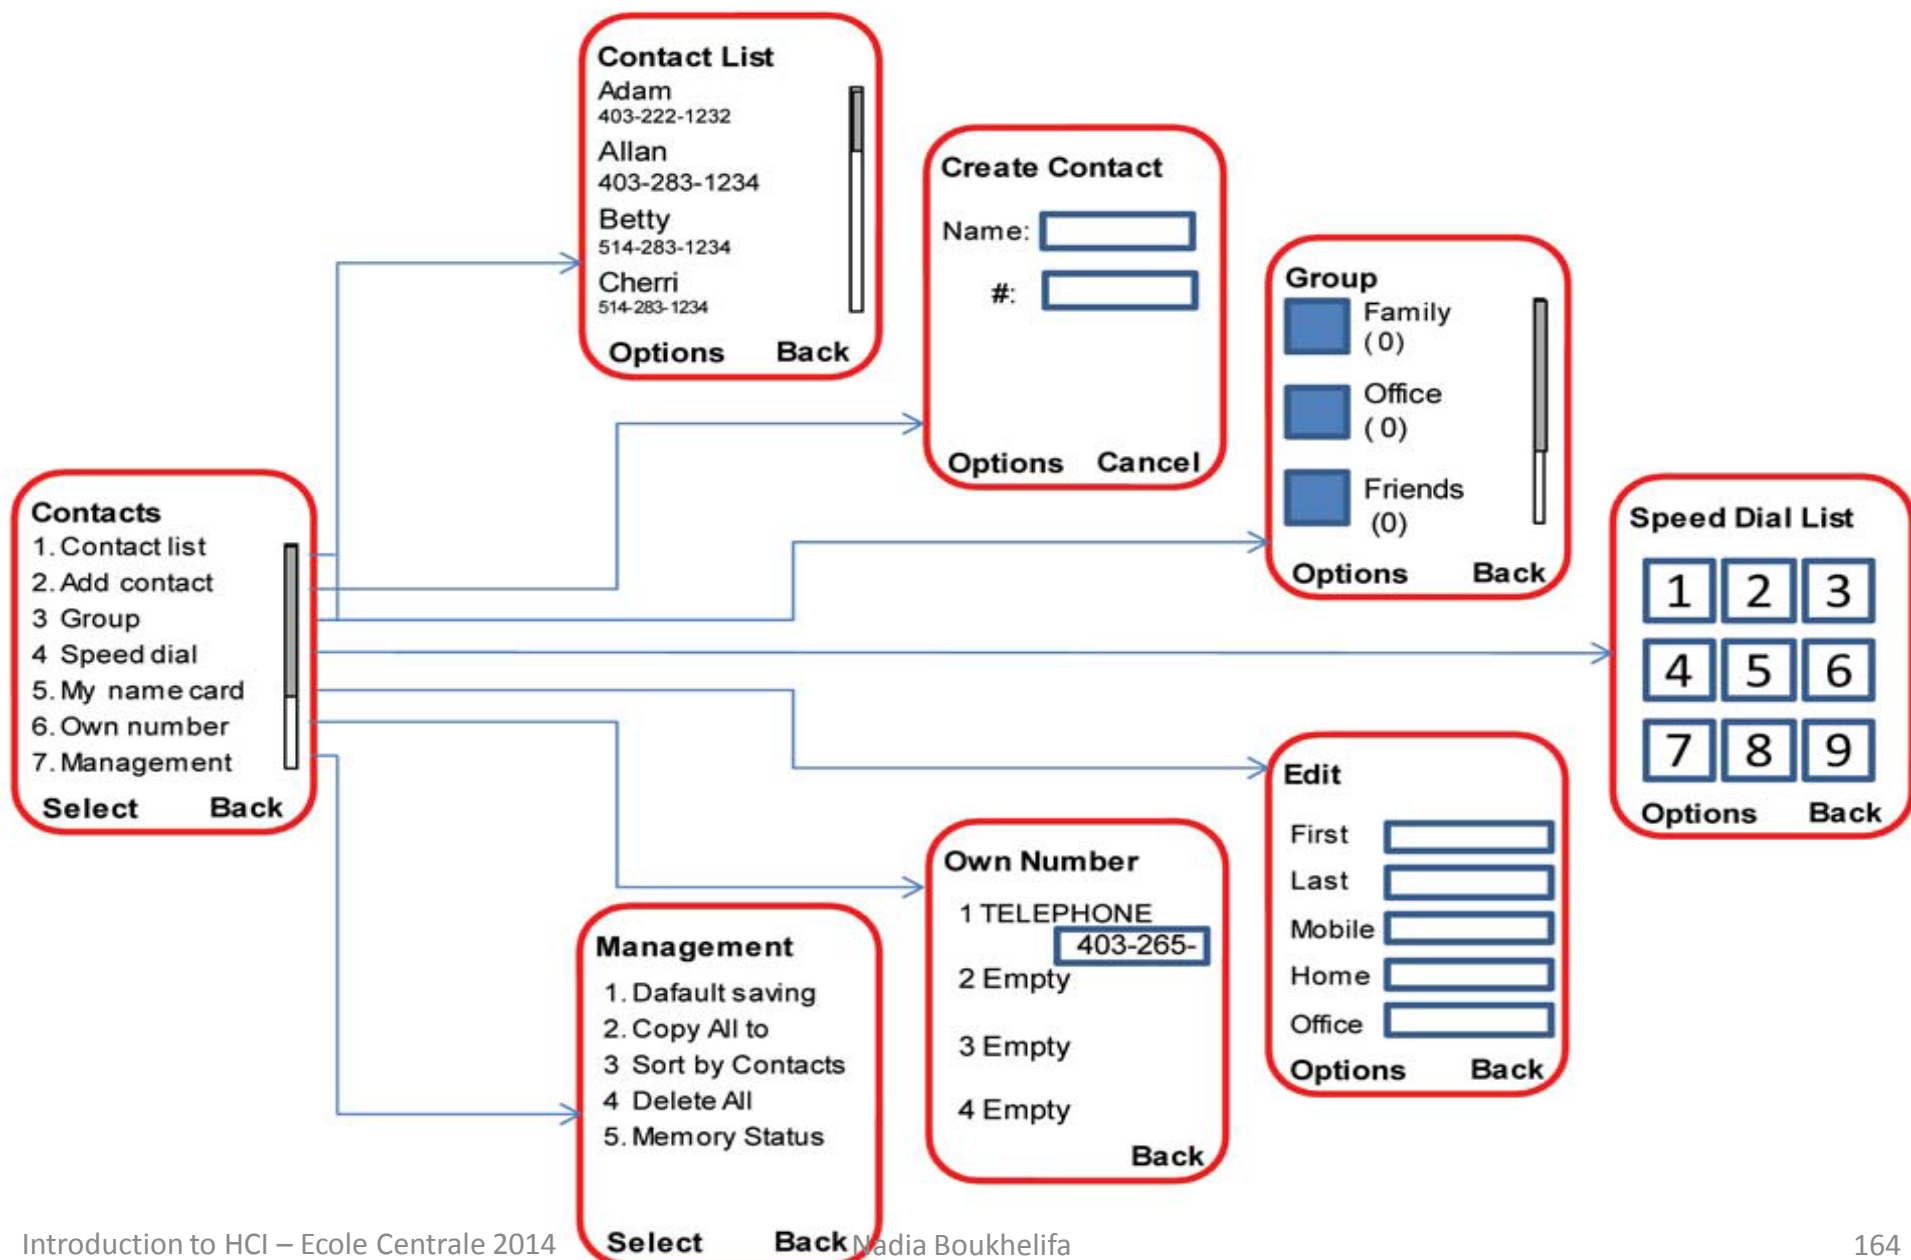 Contact List
Adam
403-222-1232
Allan
403-283-1234
Betty
514-283-1234
Cherri
514-283-1234
Options Back
Create Contact
Name:
#:
Options Cancel
Group
Family
(0)
Office
(0)
Friends
(0)
Options Back
Contacts
1. Contact list
2. Add contact
3 Group
4 Speed dial
5. My name card
6. Own number
7. Management
Select Back
Speed Dial List
1 2 3
4 5 6
7 8 9
Options Back
Edit
First
Last
Mobile
Home
Office
Options Back
Own Number
1 TELEPHONE
403-265-
2 Empty
3 Empty
4 Empty
Back
Management
1. Dafault saving
2. Copy All to
3 Sort by Contacts
4 Delete All
5. Memory Status
Select Back
Introduction to HCI – Ecole Centrale 2014 Nadia Boukhelifa 164